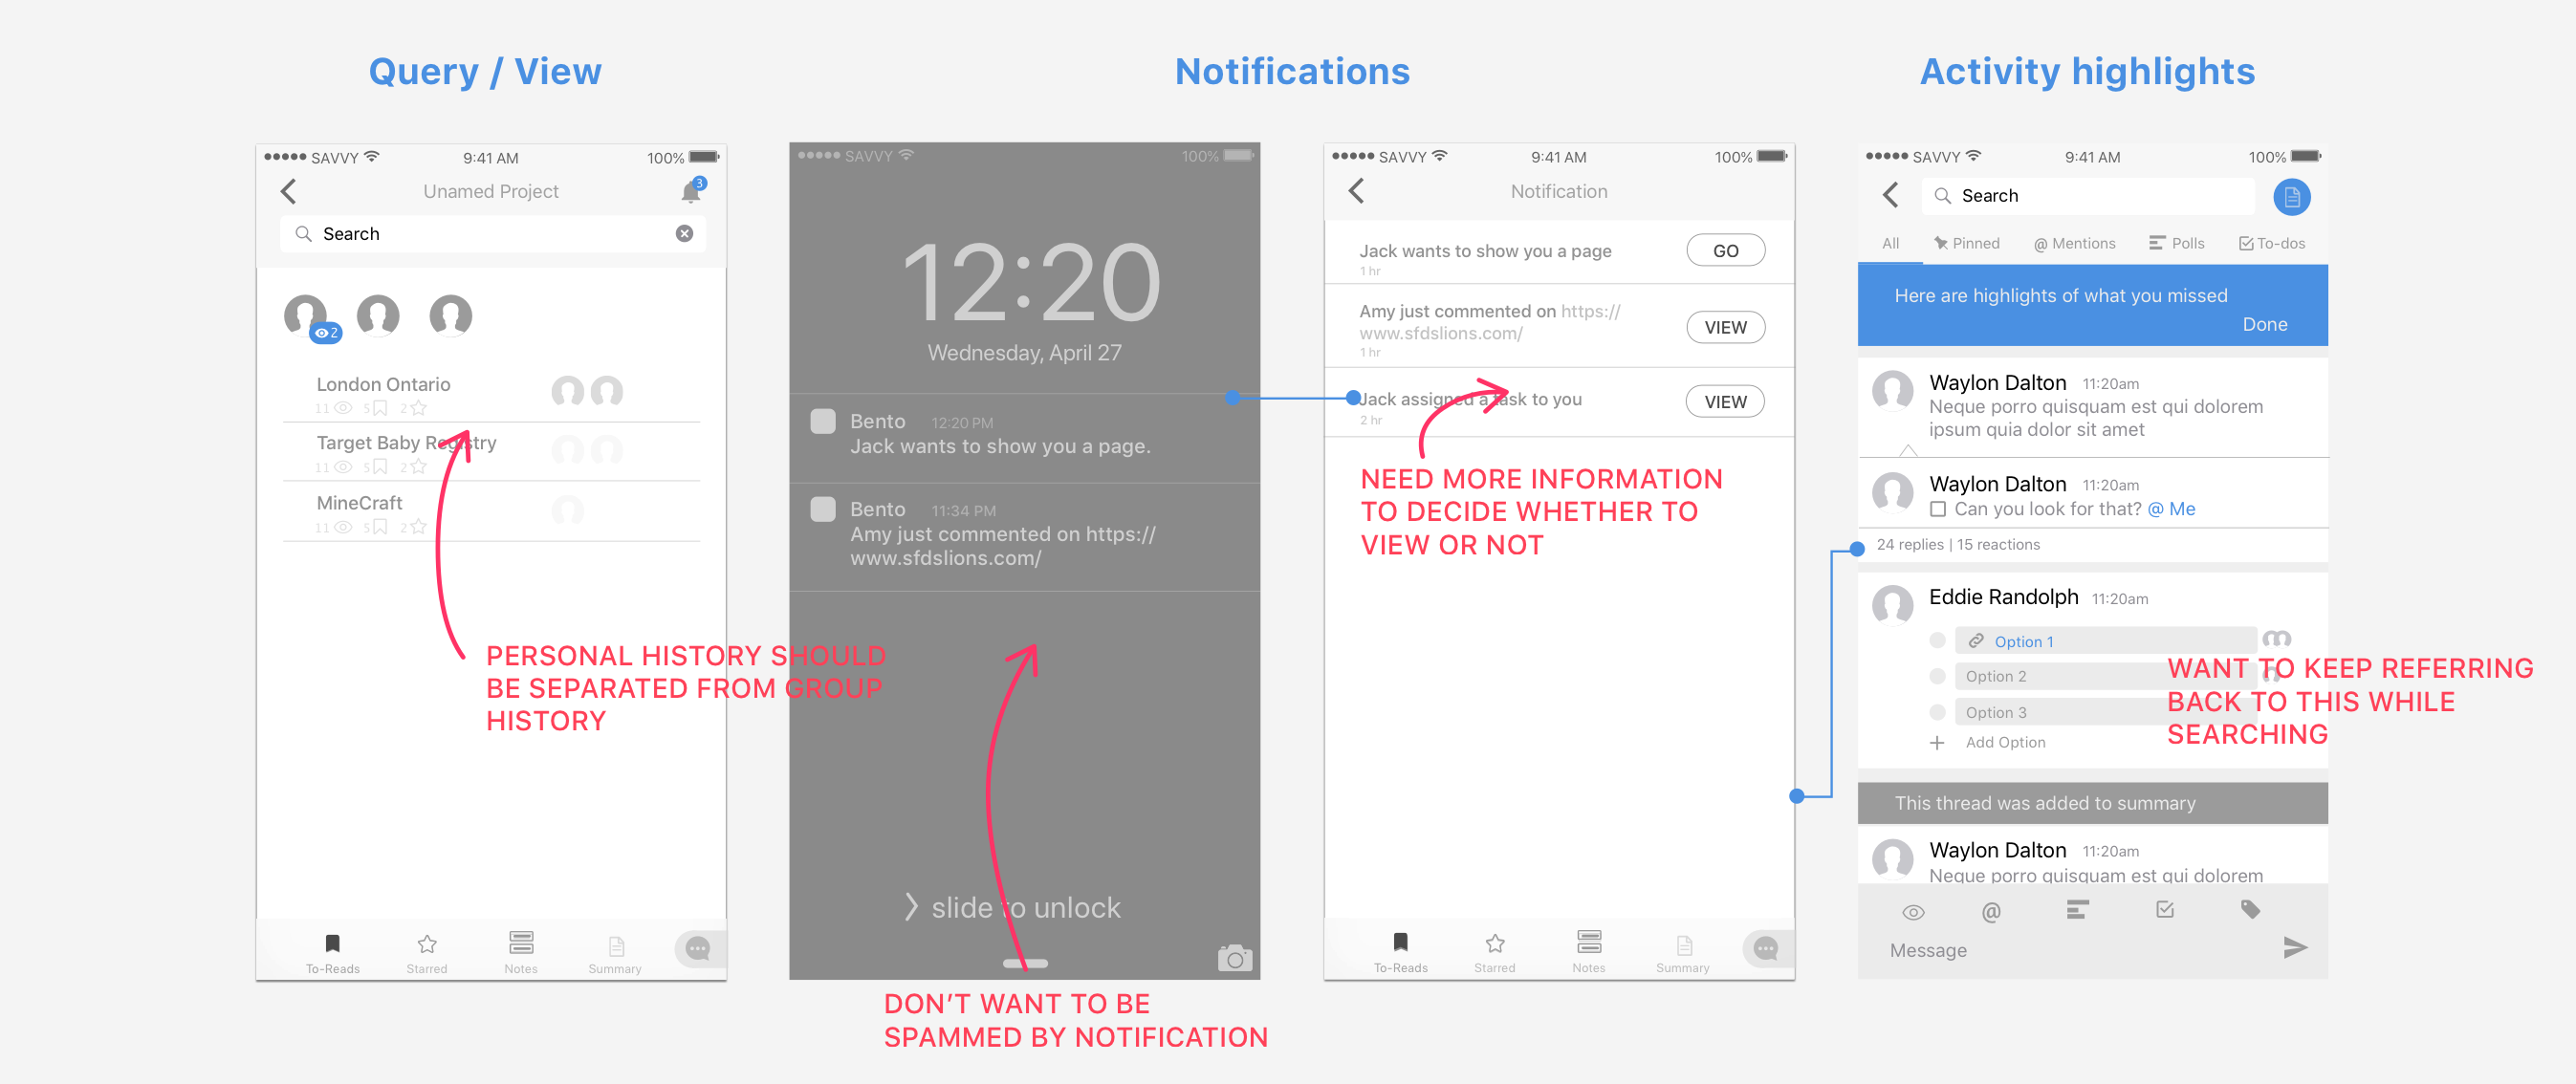 Query / View
Notifications
Activity highlights
SAVVY
9:41 AM
100%
Unamed Project
3
Search
2
London Ontario
11 5 2
Target Baby Registry
11 5 2
MineCraft
11 5 2
PERSONAL HISTORY SHOULD
BE SEPARATED FROM GROUP
HISTORY
To-Reads
Starred
Notes
Summary
SAVVY
100%
12:20
Wednesday, April 27
Bento 12:20 PM
Jack wants to show you a page.
Bento 11:34 PM
Amy just commented on https://
www.sfdslions.com/
slide to unlock
DON’T WANT TO BE
SPAMMED BY NOTIFICATION
SAVVY
9:41 AM
100%
Notification
Jack wants to show you a page
1 hr
GO
Amy just commented on https://
www.sfdslions.com/
1 hr
VIEW
Jack assigned a task to you
2 hr
VIEW
NEED MORE INFORMATION
TO DECIDE WHETHER TO
VIEW OR NOT
To-Reads
Starred
Notes
Summary
SAVVY
9:41 AM
100%
Search
All
Pinned
@ Mentions
Polls
To-dos
Here are highlights of what you missed
Done
Waylon Dalton 11:20am
Neque porro quisquam est qui dolorem
ipsum quia dolor sit amet
Waylon Dalton 11:20am
Can you look for that? @ Me
24 replies | 15 reactions
Eddie Randolph 11:20am
Option 1
Option 2
Option 3
Add Option
WANT TO KEEP REFERRING
BACK TO THIS WHILE
SEARCHING
This thread was added to summary
Waylon Dalton 11:20am
Neque porro quisquam est qui dolorem
@
Message